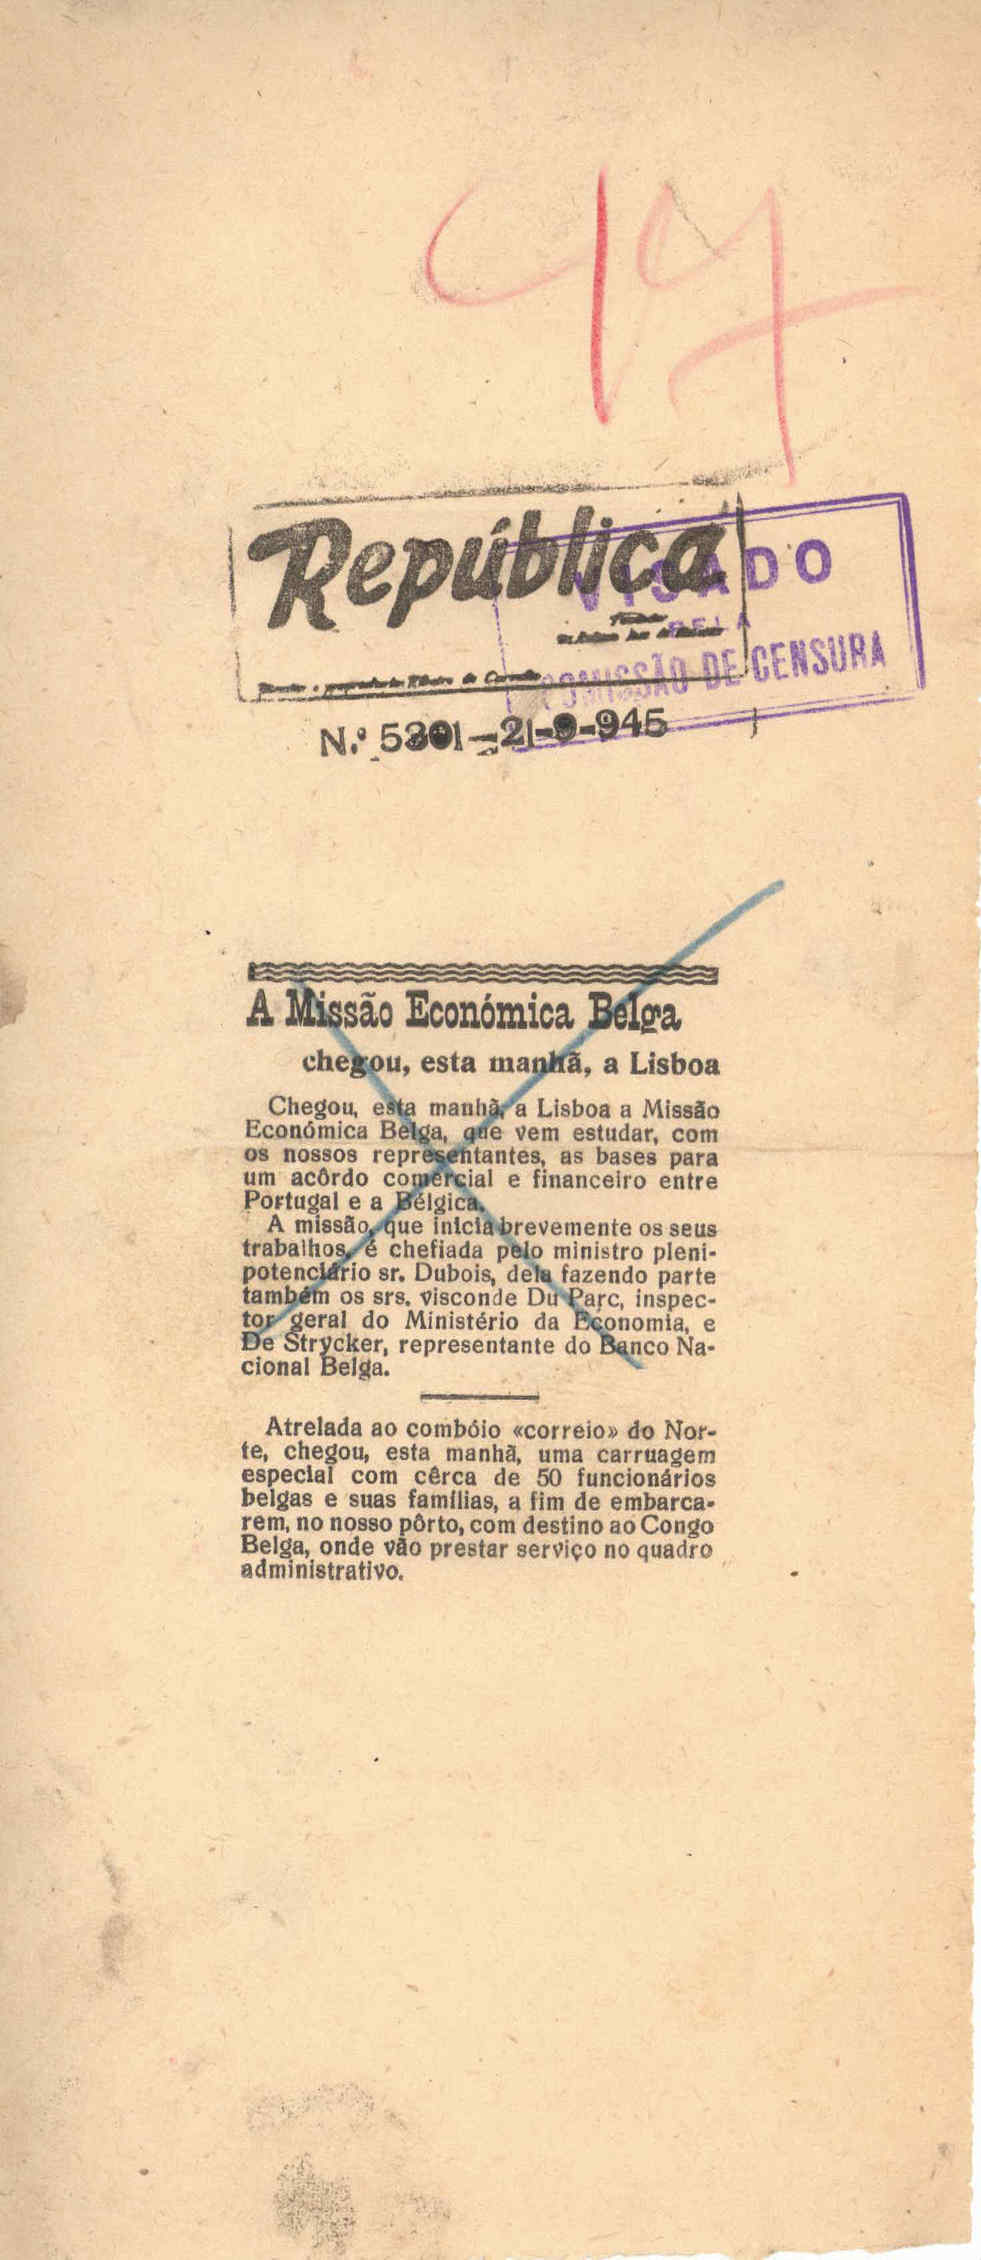 República
VISADO
PELA
COMISSÃO DE CENSURA
N.º 5301-21-9-945
A Missão Económica Belga
chegou, esta manhã, a Lisboa
Chegou, esta manhã, a Lisboa a Missão
Económica Belga, que vem estudar, com
os nossos representantes, as bases para
um acôrdo comercial e financeiro entre
Portugal e a Bélgica.
A missão, que inicia brevemente os seus
trabalhos, é chefiada pelo ministro pleni-
potenciário sr. Dubois, dela fazendo parte
também os srs. visconde Du Parc, inspec-
tor geral do Ministério da Economia, e
De Strycker, representante do Banco Na-
cional Belga.
Atrelada ao combóio «correio» do Nor-
te, chegou, esta manhã, uma carruagem
especial com cêrca de 50 funcionários
belgas e suas famílias, a fim de embarca-
rem, no nosso pôrto, com destino ao Congo
Belga, onde vão prestar serviço no quadro
administrativo.